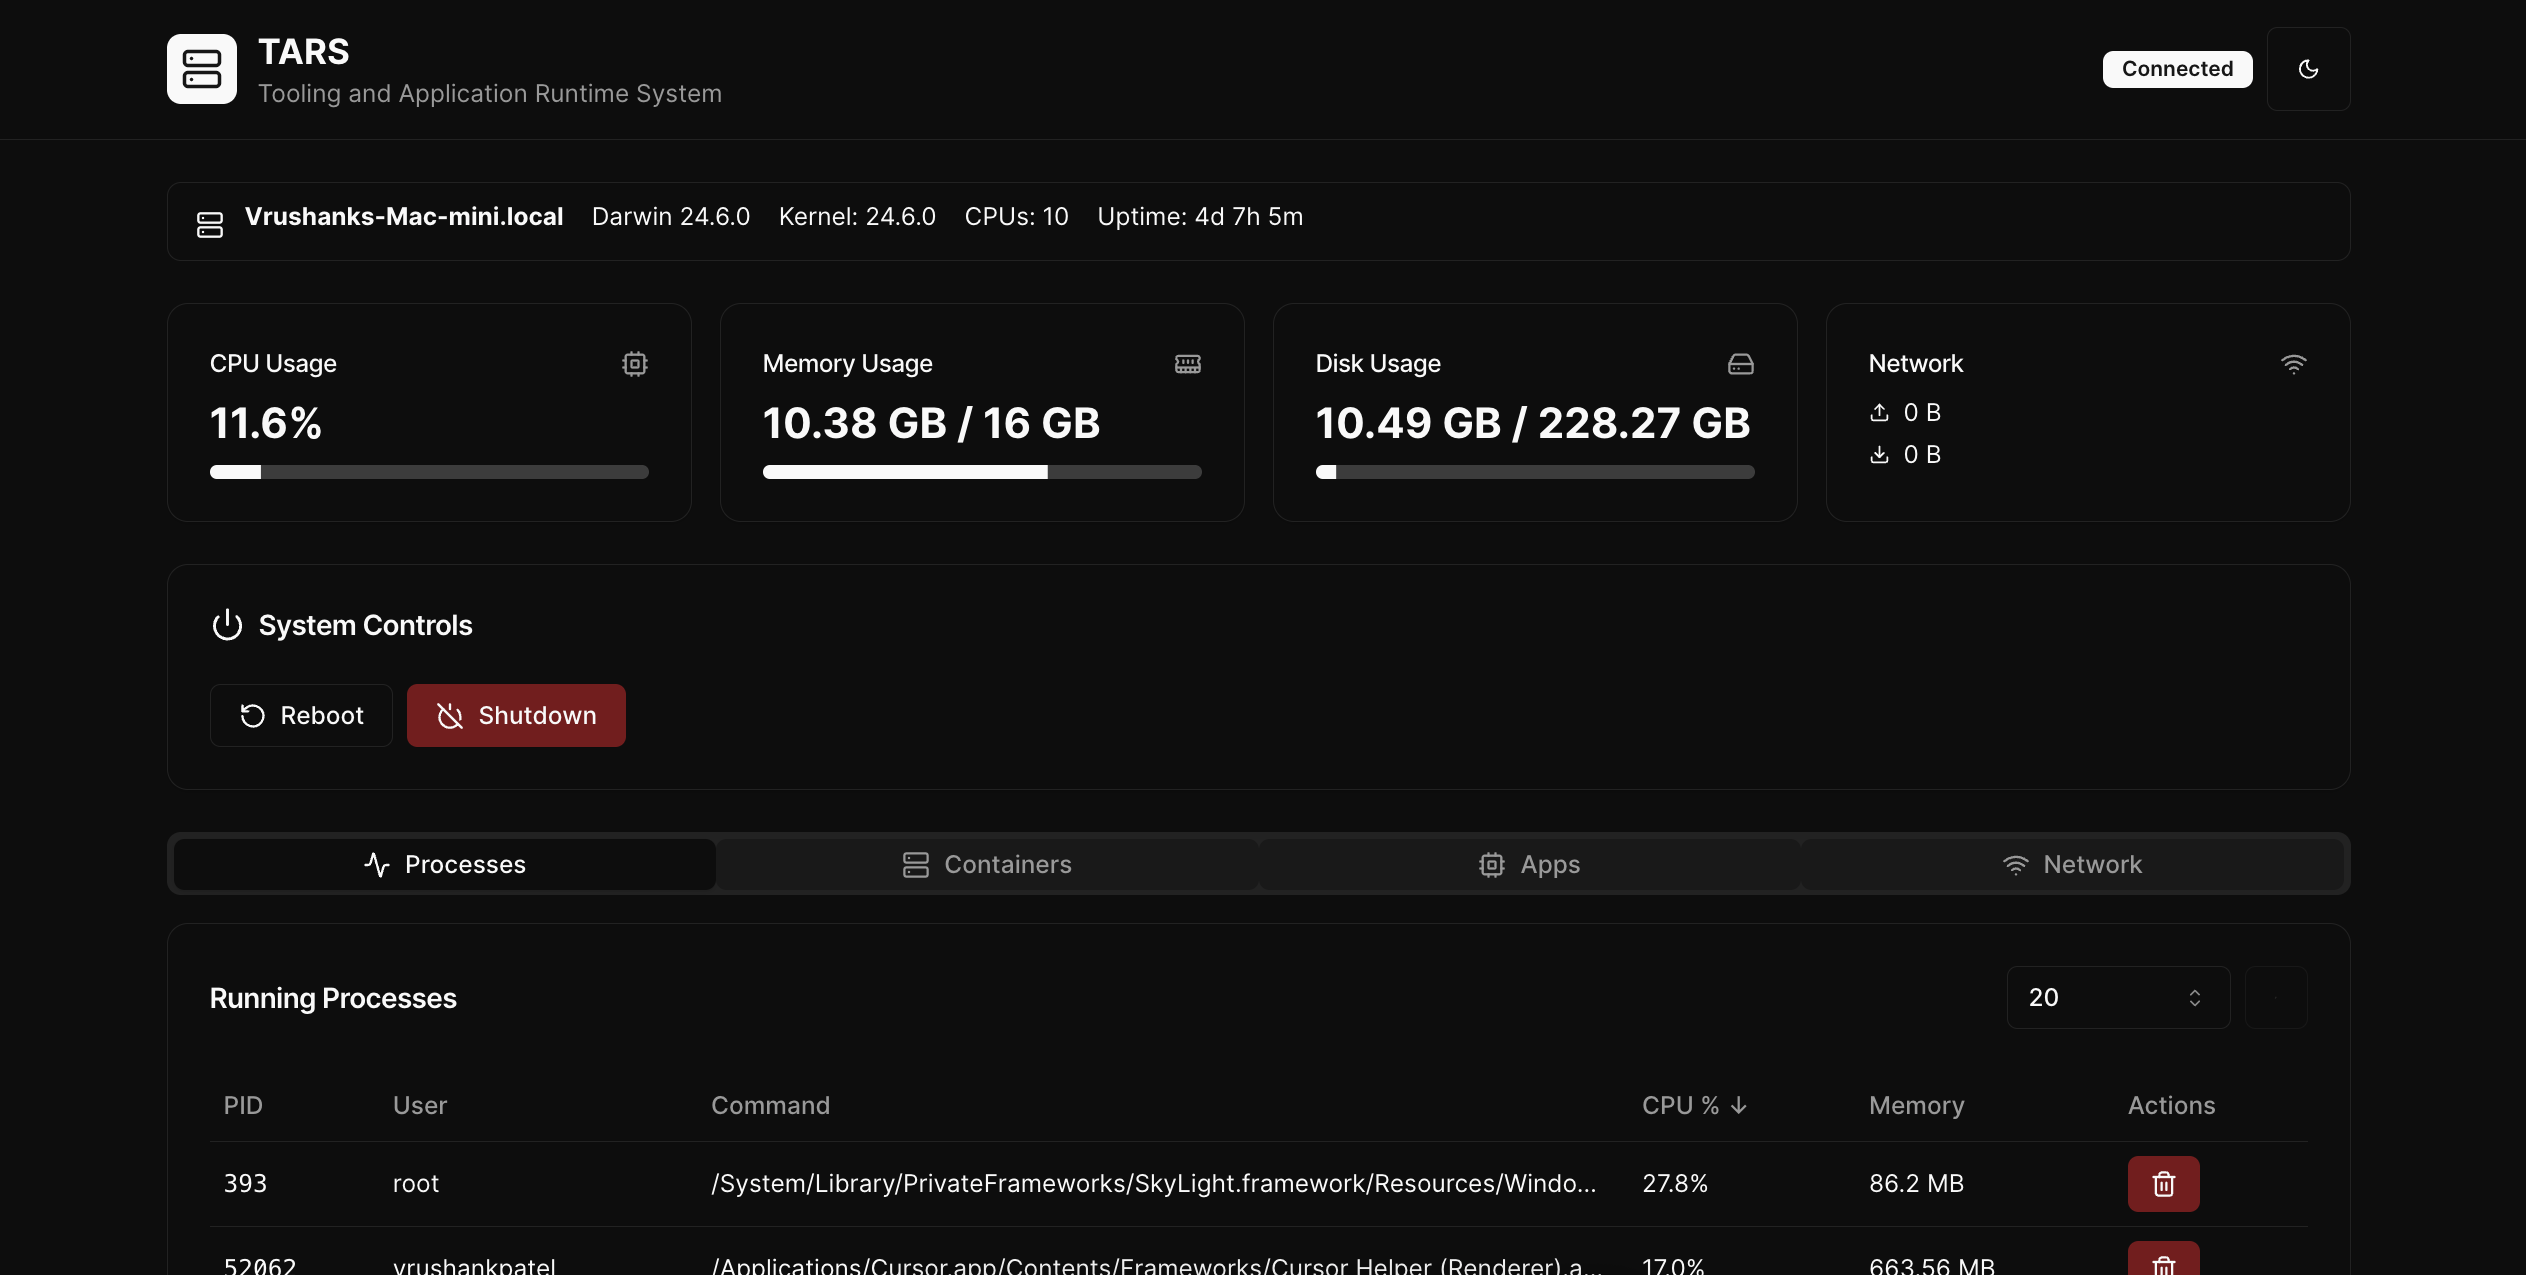 TARS
Tooling and Application Runtime System
Connected
Vrushanks-Mac-mini.local Darwin 24.6.0 Kernel: 24.6.0 CPUs: 10 Uptime: 4d 7h 5m
CPU Usage
11.6%
Memory Usage
10.38 GB / 16 GB
Disk Usage
10.49 GB / 228.27 GB
Network
0 B
0 B
System Controls
Reboot Shutdown
Processes Containers Apps Network
Running Processes
20
PID User Command CPU % Memory Actions
393 root /System/Library/PrivateFrameworks/SkyLight.framework/Resources/Windo... 27.8% 86.2 MB
52062 vrushankpatel /Applications/Cursor.app/Contents/Frameworks/Cursor Helper (Renderer).a... 17.0% 663.56 MB